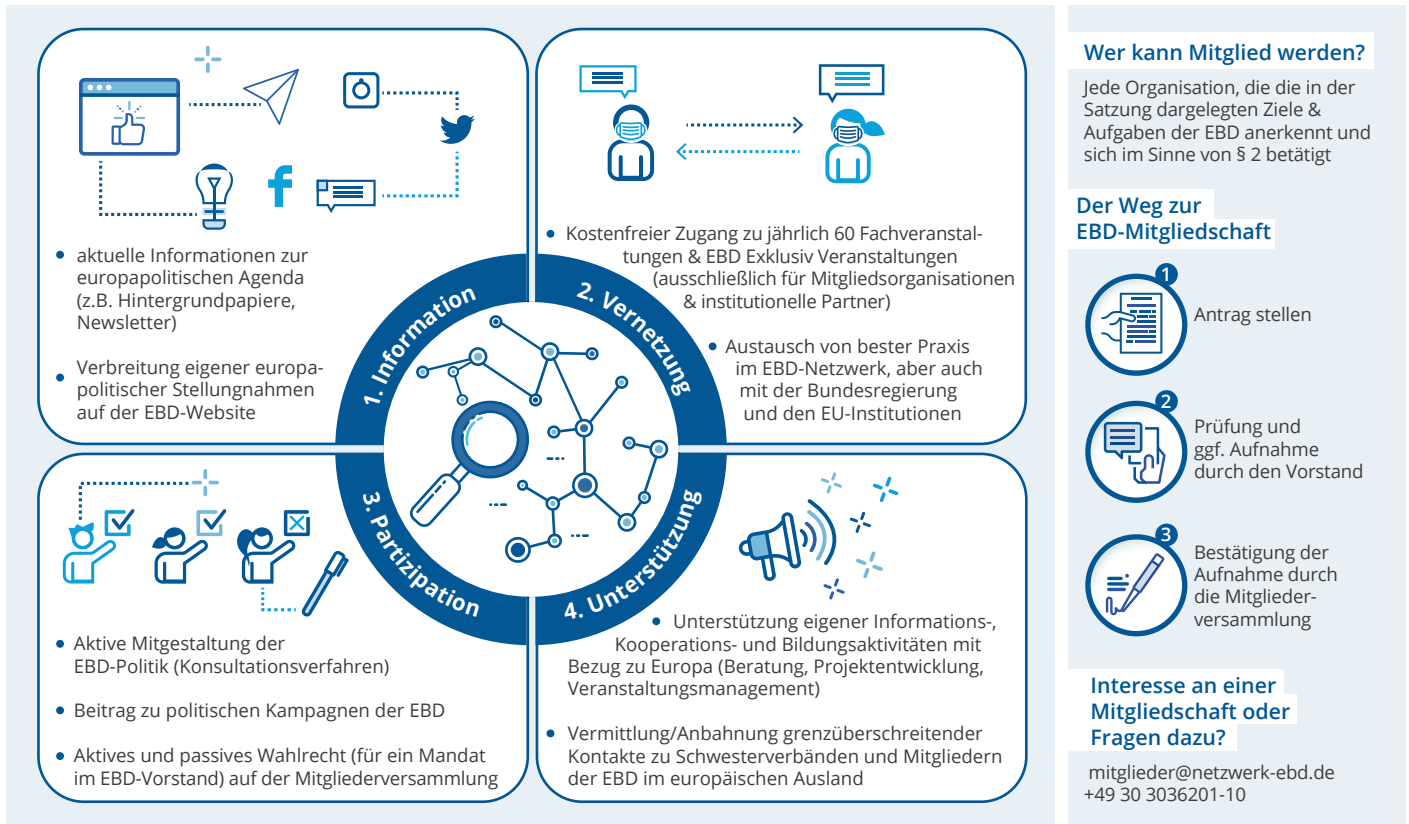 1. Information
• aktuelle Informationen zur
europapolitischen Agenda
(z.B. Hintergrundpapiere,
Newsletter)
• Verbreitung eigener europa-
politischer Stellungnahmen
auf der EBD-Website
2. Vernetzung
• Kostenfreier Zugang zu jährlich 60 Fachveranstal-
tungen & EBD Exklusiv Veranstaltungen
(ausschließlich für Mitgliedsorganisationen
& institutionelle Partner)
• Austausch von bester Praxis
im EBD-Netzwerk, aber auch
mit der Bundesregierung
und den EU-Institutionen
3. Partizipation
• Aktive Mitgestaltung der
EBD-Politik (Konsultationsverfahren)
• Beitrag zu politischen Kampagnen der EBD
• Aktives und passives Wahlrecht (für ein Mandat
im EBD-Vorstand) auf der Mitgliederversammlung
4. Unterstützung
• Unterstützung eigener Informations-,
Kooperations- und Bildungsaktivitäten mit
Bezug zu Europa (Beratung, Projektentwicklung,
Veranstaltungsmanagement)
• Vermittlung/Anbahnung grenzüberschreitender
Kontakte zu Schwesterverbänden und Mitgliedern
der EBD im europäischen Ausland
Wer kann Mitglied werden?
Jede Organisation, die die in der
Satzung dargelegten Ziele &
Aufgaben der EBD anerkennt und
sich im Sinne von § 2 betätigt
Der Weg zur
EBD-Mitgliedschaft
1
Antrag stellen
2
Prüfung und
ggf. Aufnahme
durch den Vorstand
3
Bestätigung der
Aufnahme durch
die Mitglieder-
versammlung
Interesse an einer
Mitgliedschaft oder
Fragen dazu?
mitglieder@netzwerk-ebd.de
+49 30 3036201-10